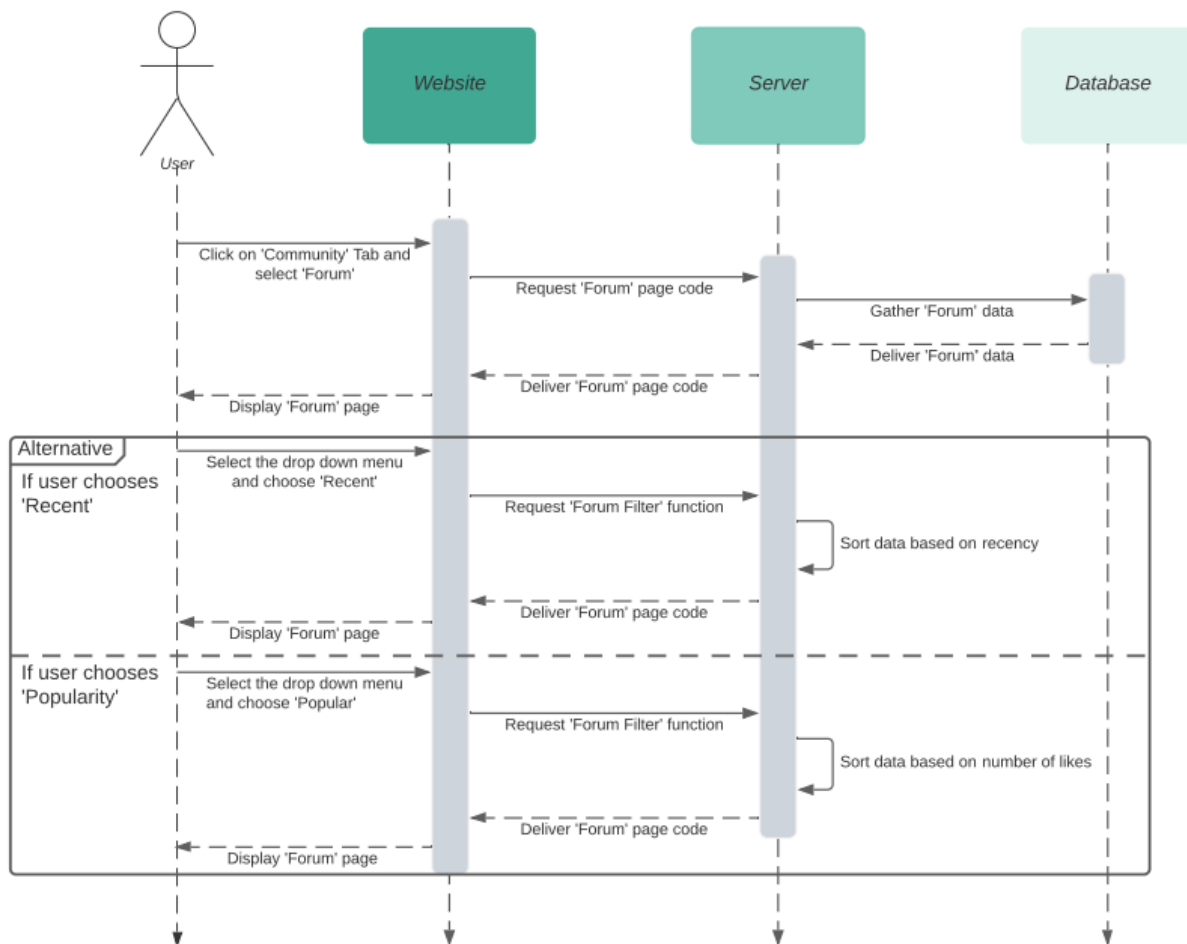 Website
Server
Database
User
Click on 'Community' Tab and
select 'Forum'
Request 'Forum' page code
Gather 'Forum' data
Deliver 'Forum' data
Deliver 'Forum' page code
Display 'Forum' page
Alternative
If user chooses
'Recent'
Select the drop down menu
and choose 'Recent'
Request 'Forum Filter' function
Sort data based on recency
Deliver 'Forum' page code
Display 'Forum' page
If user chooses
'Popularity'
Select the drop down menu
and choose 'Popular'
Request 'Forum Filter' function
Sort data based on number of likes
Deliver 'Forum' page code
Display 'Forum' page